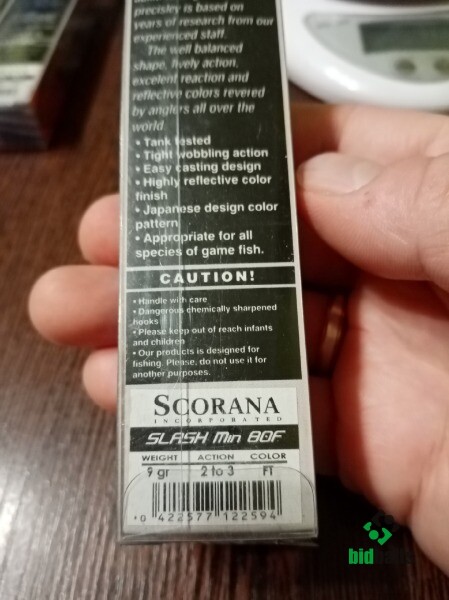 precisley is based on
years of research from our
experienced staff.
The well balanced
shape, lively action,
excelent reaction and
reflective colors revered
by anglers all over the
world
• Tank tested
• Tight wobbling action
• Easy casting design
• Highly reflective color
finish
• Japanese design color
pattern
• Appropriate for all
species of game fish.
CAUTION!
• Handle with care
• Dangerous chemically sharpened
hooks
• Please keep out of reach infants
and children
• Our products is designed for
fishing. Please, do not use it for
another purposes.
SCORANA
INCORPORATED
SLASH Min 80F
WEIGHT ACTION COLOR
9 gr 2 to 3 FT
0 422577 122594
bid